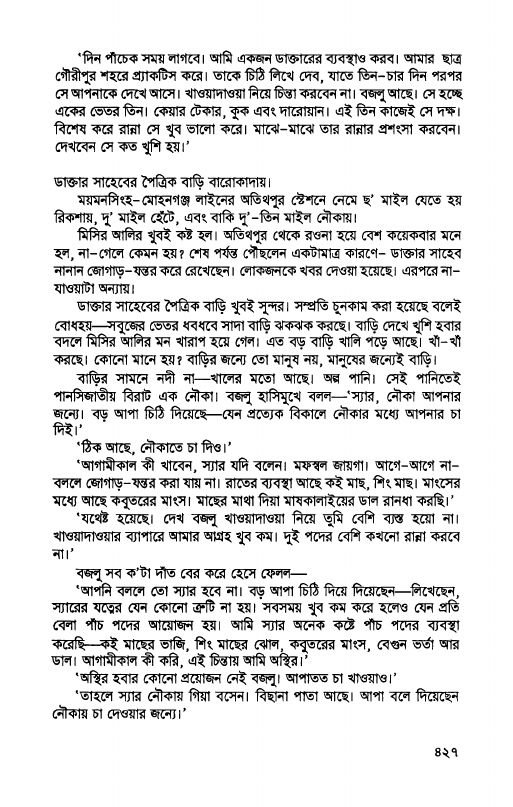 ‘দিন পাঁচেক সময় লাগবে। আমি একজন ডাক্তারের ব্যবস্থাও করব। আমার ছাত্র
গৌরীপুর শহরে প্র্যাকটিস করে। তাকে চিঠি লিখে দেব, যাতে তিন-চার দিন পরপর
সে আপনাকে দেখে আসে। খাওয়াদাওয়া নিয়ে চিন্তা করবেন না। বজলু আছে। সে হচ্ছে
একের ভেতর তিন। কেয়ার টেকার, কুক এবং দারোয়ান। এই তিন কাজেই সে দক্ষ।
বিশেষ করে রান্না সে খুব ভালো করে। মাঝে-মাঝে তার রান্নার প্রশংসা করবেন।
দেখবেন সে কত খুশি হয়।’
ডাক্তার সাহেবের পৈত্রিক বাড়ি বারোকাদায়।
ময়মনসিংহ-মোহনগঞ্জ লাইনের অতিথপুর স্টেশনে নেমে ছ’ মাইল যেতে হয়
রিকশায়, দু’ মাইল হেঁটে, এবং বাকি দু’-তিন মাইল নৌকায়।
মিসির আলির খুবই কষ্ট হল। অতিথপুর থেকে রওনা হয়ে বেশ কয়েকবার মনে
হল, না-গেলে কেমন হয়? শেষ পর্যন্ত পৌঁছলেন একটামাত্র কারণে- ডাক্তার সাহেব
নানান জোগাড়-যন্তর করে রেখেছেন। লোকজনকে খবর দেওয়া হয়েছে। এরপরে না-
যাওয়াটা অন্যায়।
ডাক্তার সাহেবের পৈত্রিক বাড়ি খুবই সুন্দর। সম্প্রতি চুনকাম করা হয়েছে বলেই
বোধহয়—সবুজের ভেতর ধবধবে সাদা বাড়ি ঝকঝক করছে। বাড়ি দেখে খুশি হবার
বদলে মিসির আলির মন খারাপ হয়ে গেল। এত বড় বাড়ি খালি পড়ে আছে। খাঁ-খাঁ
করছে। কোনো মানে হয়? বাড়ির জন্যে তো মানুষ নয়, মানুষের জন্যেই বাড়ি।
বাড়ির সামনে নদী না—খালের মতো আছে। অল্প পানি। সেই পানিতেই
পানসিজাতীয় বিরাট এক নৌকা। বজলু হাসিমুখে বলল—‘স্যার, নৌকা আপনার
জন্যে। বড় আপা চিঠি দিয়েছে—যেন প্রত্যেক বিকালে নৌকার মধ্যে আপনার চা
দিই।’
‘ঠিক আছে, নৌকাতে চা দিও।’
‘আগামীকাল কী খাবেন, স্যার যদি বলেন। মফস্বল জায়গা। আগে-আগে না-
বললে জোগাড়-যন্তর করা যায় না। রাতের ব্যবস্থা আছে কই মাছ, শিং মাছ। মাংসের
মধ্যে আছে কবুতরের মাংস। মাছের মাথা দিয়া মাষকালাইয়ের ডাল রানধা করছি।’
‘যথেষ্ট হয়েছে। দেখ বজলু খাওয়াদাওয়া নিয়ে তুমি বেশি ব্যস্ত হয়ো না।
খাওয়াদাওয়ার ব্যাপারে আমার আগ্রহ খুব কম। দুই পদের বেশি কখনো রান্না করবে
না।’
বজলু সব ক’টা দাঁত বের করে হেসে ফেলল—
‘আপনি বললে তো স্যার হবে না। বড় আপা চিঠি দিয়ে দিয়েছেন—লিখেছেন,
স্যারের যত্নের যেন কোনো ত্রুটি না হয়। সবসময় খুব কম করে হলেও যেন প্রতি
বেলা পাঁচ পদের আয়োজন হয়। আমি স্যার অনেক কষ্টে পাঁচ পদের ব্যবস্থা
করেছি—কই মাছের ভাজি, শিং মাছের ঝোল, কবুতরের মাংস, বেগুন ভর্তা আর
ডাল। আগামীকাল কী করি, এই চিন্তায় আমি অস্থির।’
‘অস্থির হবার কোনো প্রয়োজন নেই বজলু। আপাতত চা খাওয়াও।’
‘তাহলে স্যার নৌকায় গিয়া বসেন। বিছানা পাতা আছে। আপা বলে দিয়েছেন
নৌকায় চা দেওয়ার জন্যে।’
৪২৭